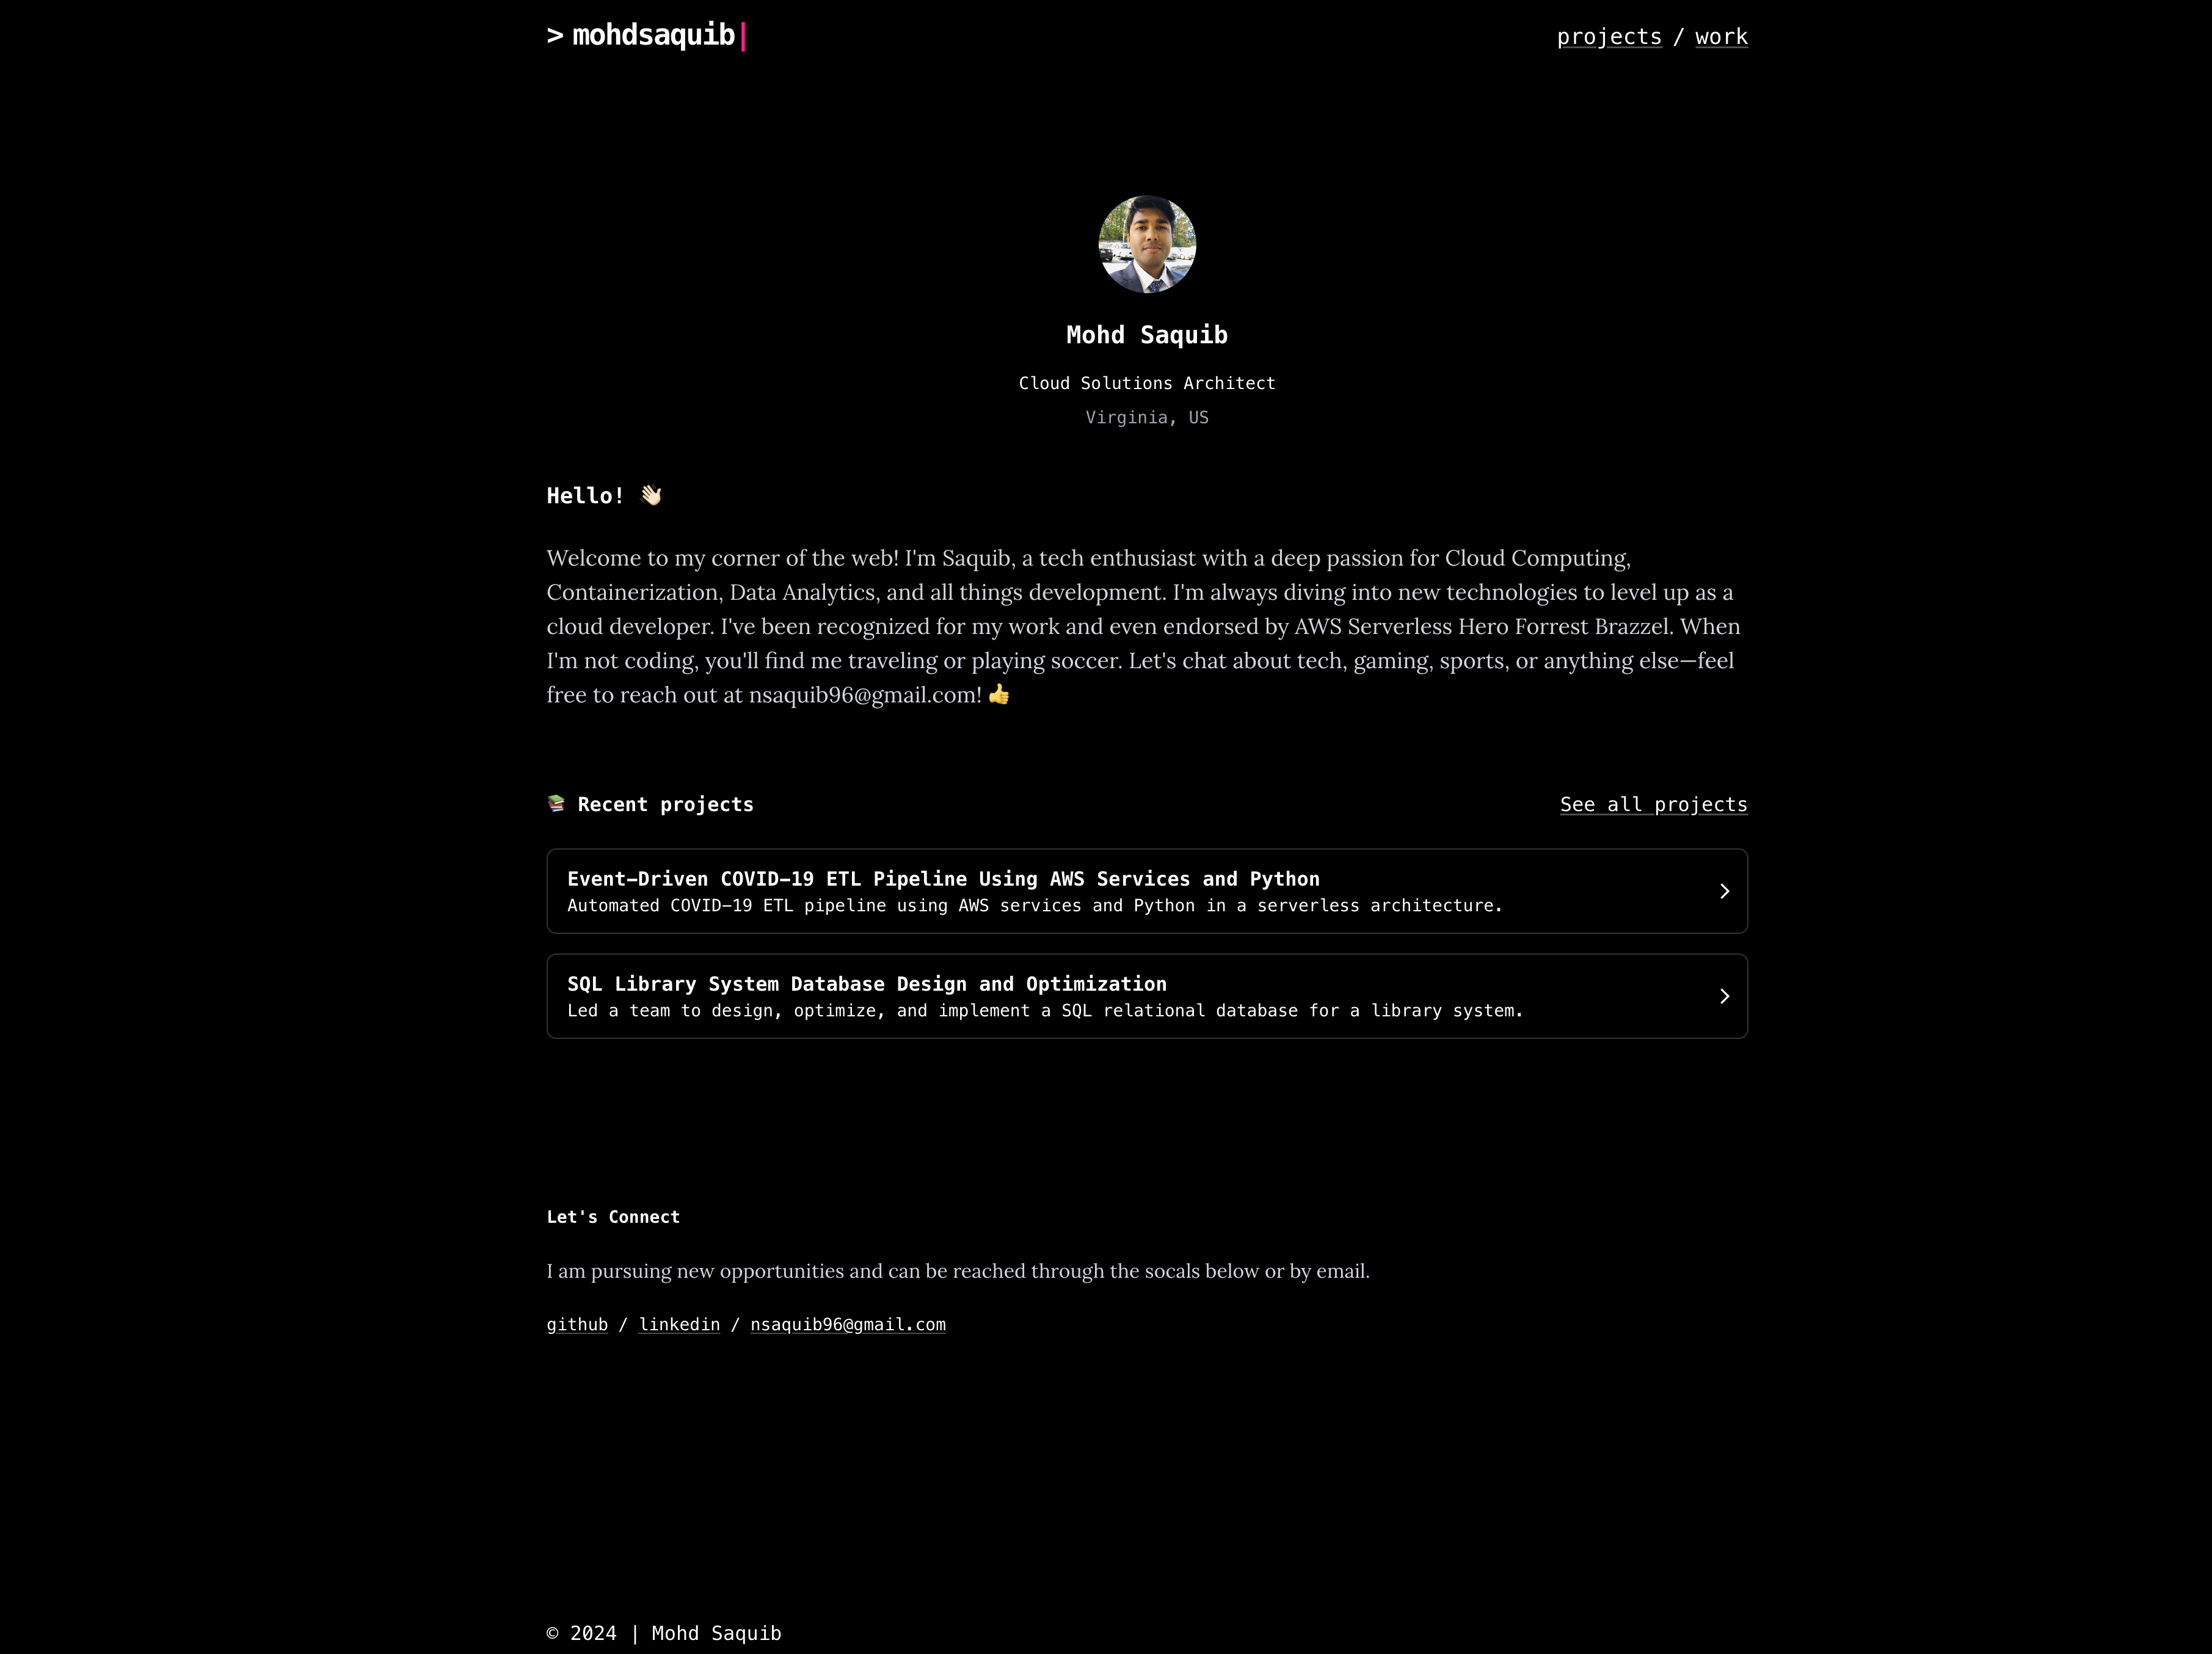 > mohdsaquib|
projects / work
Mohd Saquib
Cloud Solutions Architect
Virginia, US
Hello! 👋🏻
Welcome to my corner of the web! I'm Saquib, a tech enthusiast with a deep passion for Cloud Computing,
Containerization, Data Analytics, and all things development. I'm always diving into new technologies to level up as a
cloud developer. I've been recognized for my work and even endorsed by AWS Serverless Hero Forrest Brazzel. When
I'm not coding, you'll find me traveling or playing soccer. Let's chat about tech, gaming, sports, or anything else—feel
free to reach out at nsaquib96@gmail.com! 👍
📚 Recent projects
See all projects
Event-Driven COVID-19 ETL Pipeline Using AWS Services and Python
Automated COVID-19 ETL pipeline using AWS services and Python in a serverless architecture.
SQL Library System Database Design and Optimization
Led a team to design, optimize, and implement a SQL relational database for a library system.
Let's Connect
I am pursuing new opportunities and can be reached through the socals below or by email.
github / linkedin / nsaquib96@gmail.com
© 2024 | Mohd Saquib